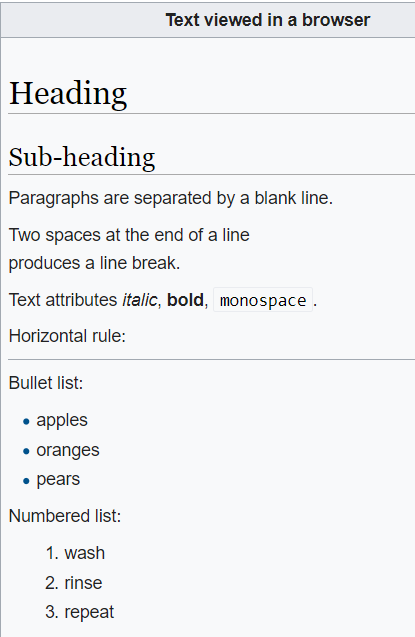 Text viewed in a browser
Heading
Sub-heading
Paragraphs are separated by a blank line.
Two spaces at the end of a line
produces a line break.
Text attributes italic, bold, monospace.
Horizontal rule:
Bullet list:
• apples
• oranges
• pears
Numbered list:
1. wash
2. rinse
3. repeat